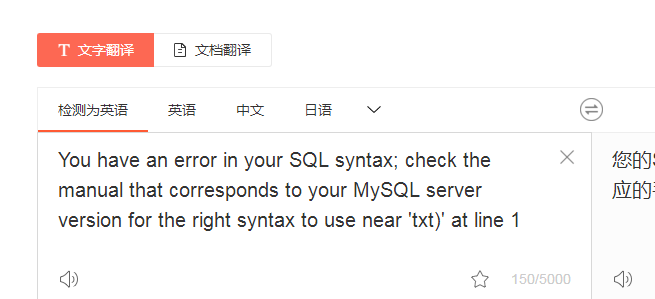 T 文字翻译 文档翻译
检测为英语 英语 中文 日语
You have an error in your SQL syntax; check the
manual that corresponds to your MySQL server
version for the right syntax to use near 'txt)' at line 1
您的
应的
150/5000